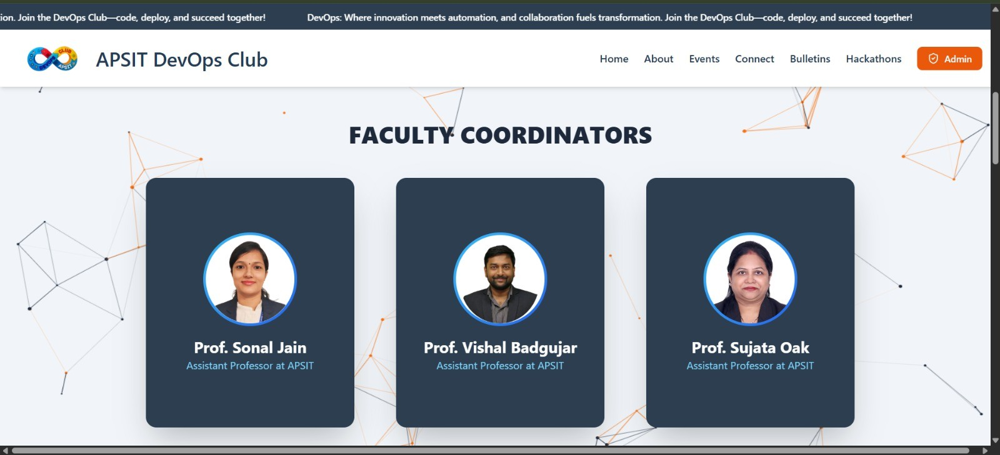 ion. Join the DevOps Club—code, deploy, and succeed together! DevOps: Where innovation meets automation, and collaboration fuels transformation. Join the DevOps Club—code, deploy, and succeed together!
CLUB
DEVOPS
APSIT
APSIT DevOps Club
Home About Events Connect Bulletins Hackathons Admin
FACULTY COORDINATORS
Prof. Sonal Jain
Assistant Professor at APSIT
Prof. Vishal Badgujar
Assistant Professor at APSIT
Prof. Sujata Oak
Assistant Professor at APSIT